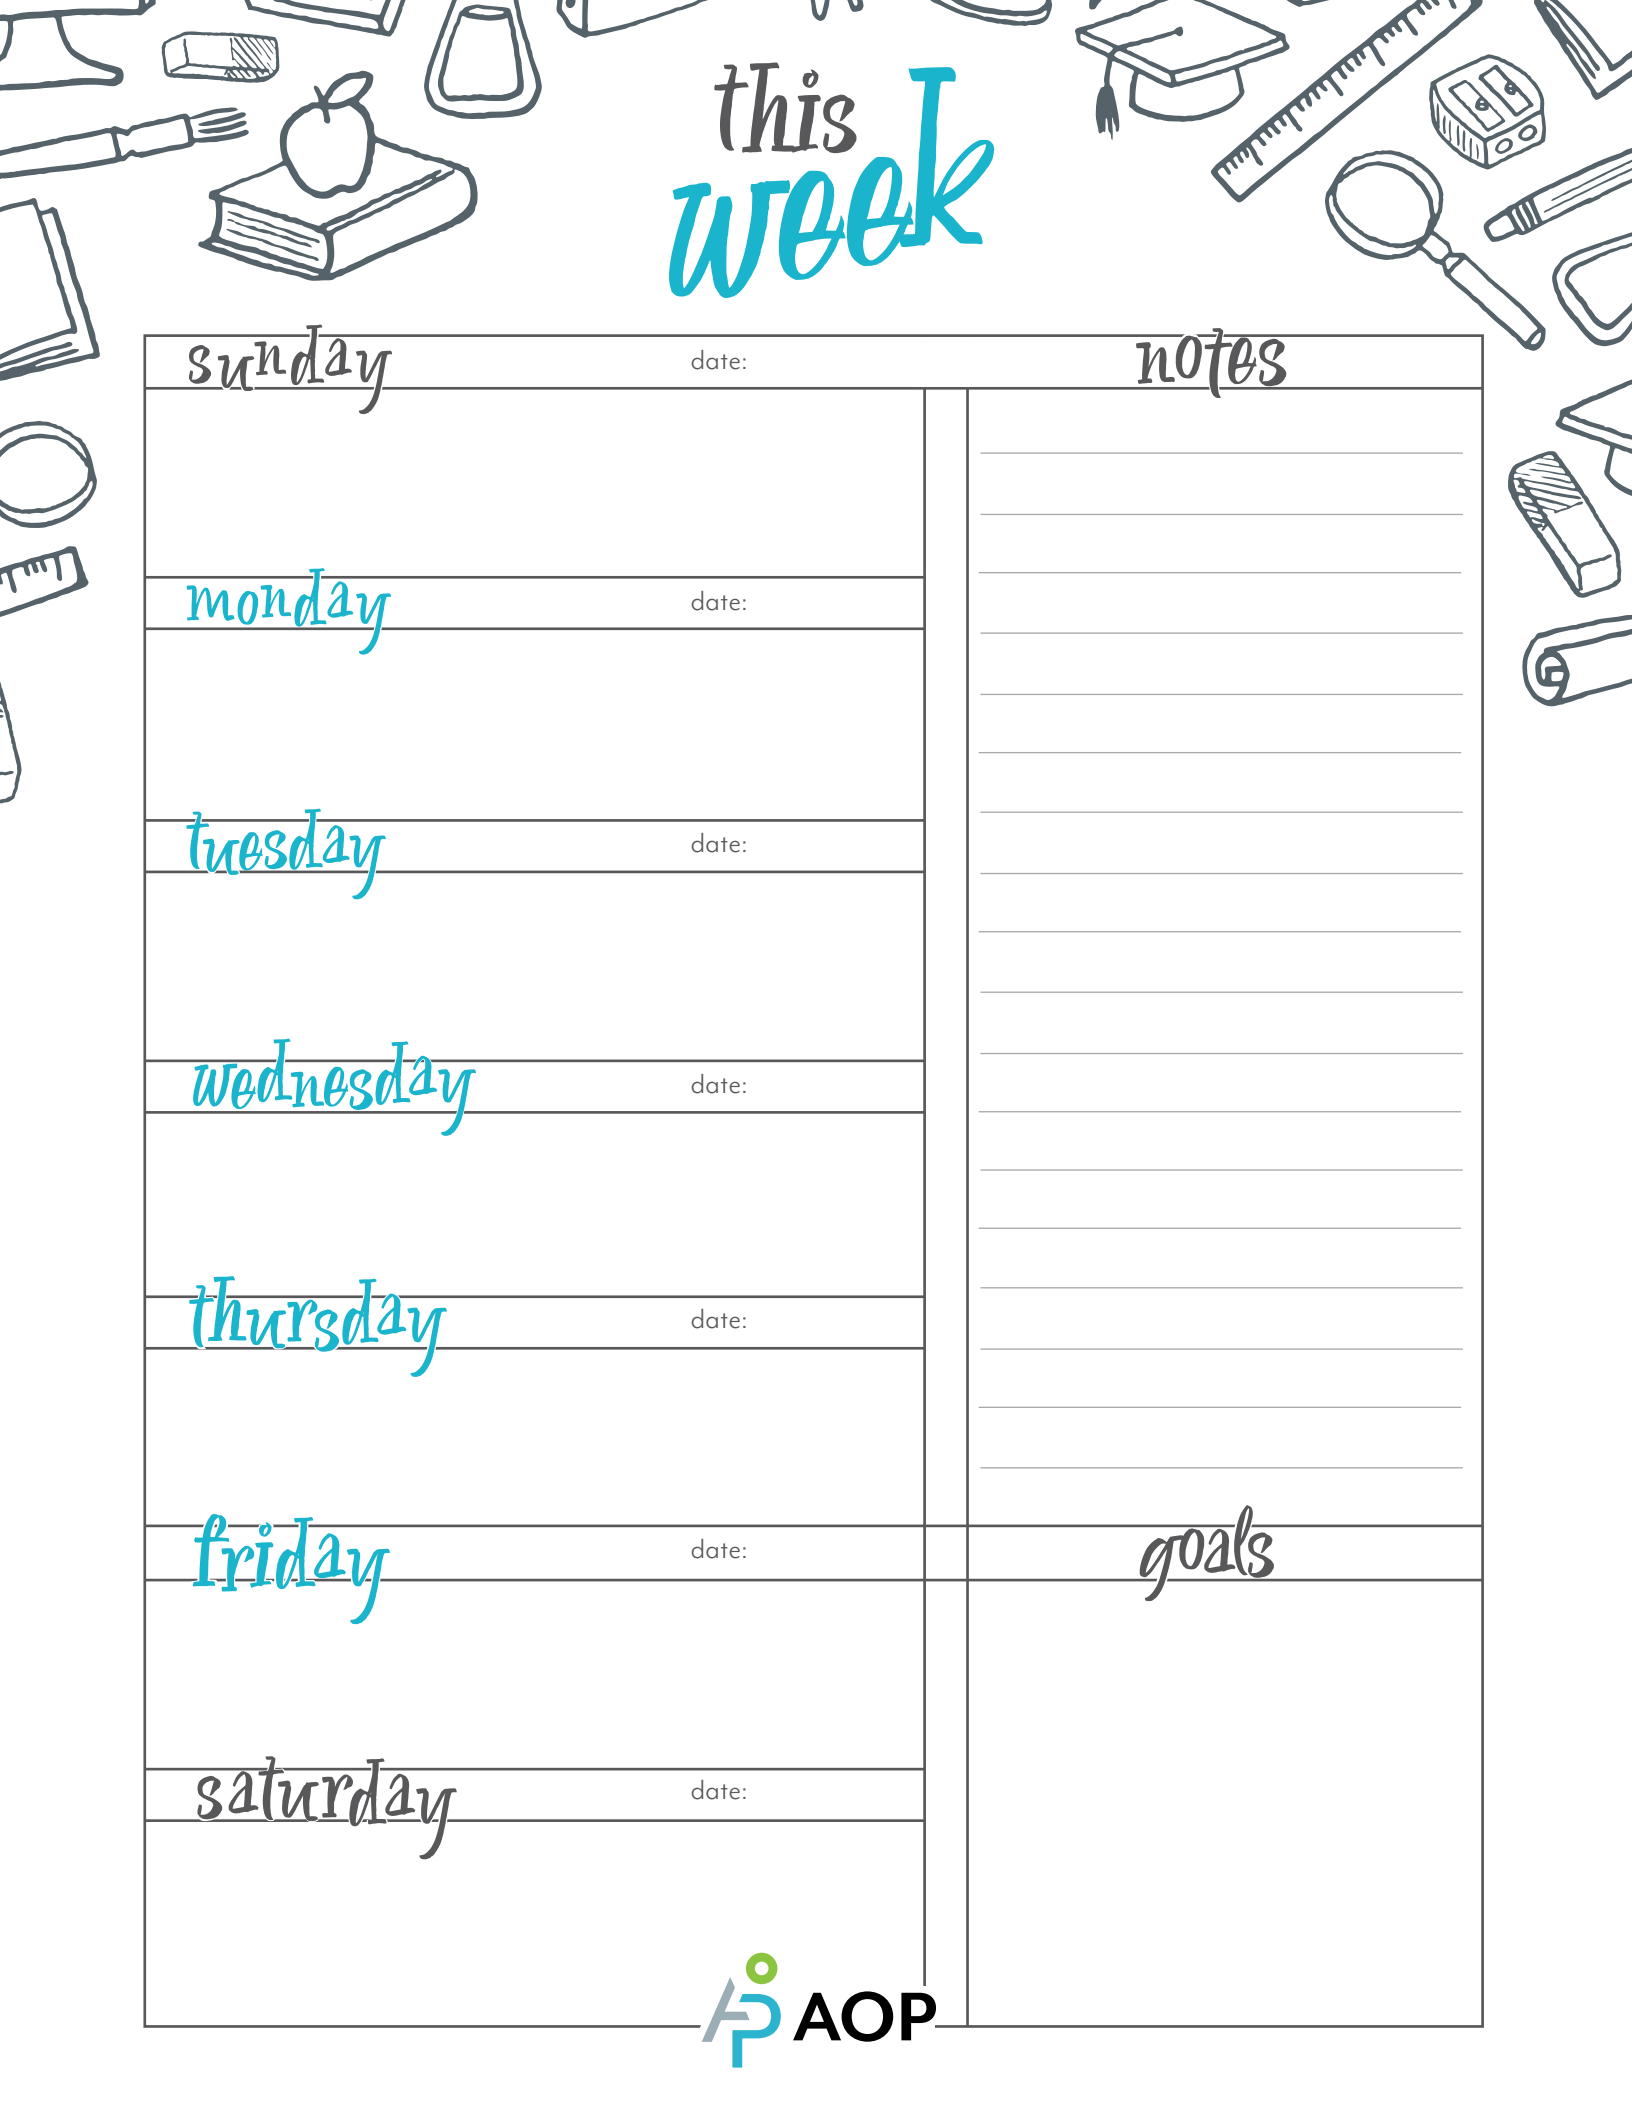 this
week
sunday date:
notes
monday date:
tuesday date:
wednesday date:
thursday date:
friday date:
goals
saturday date:
AOP